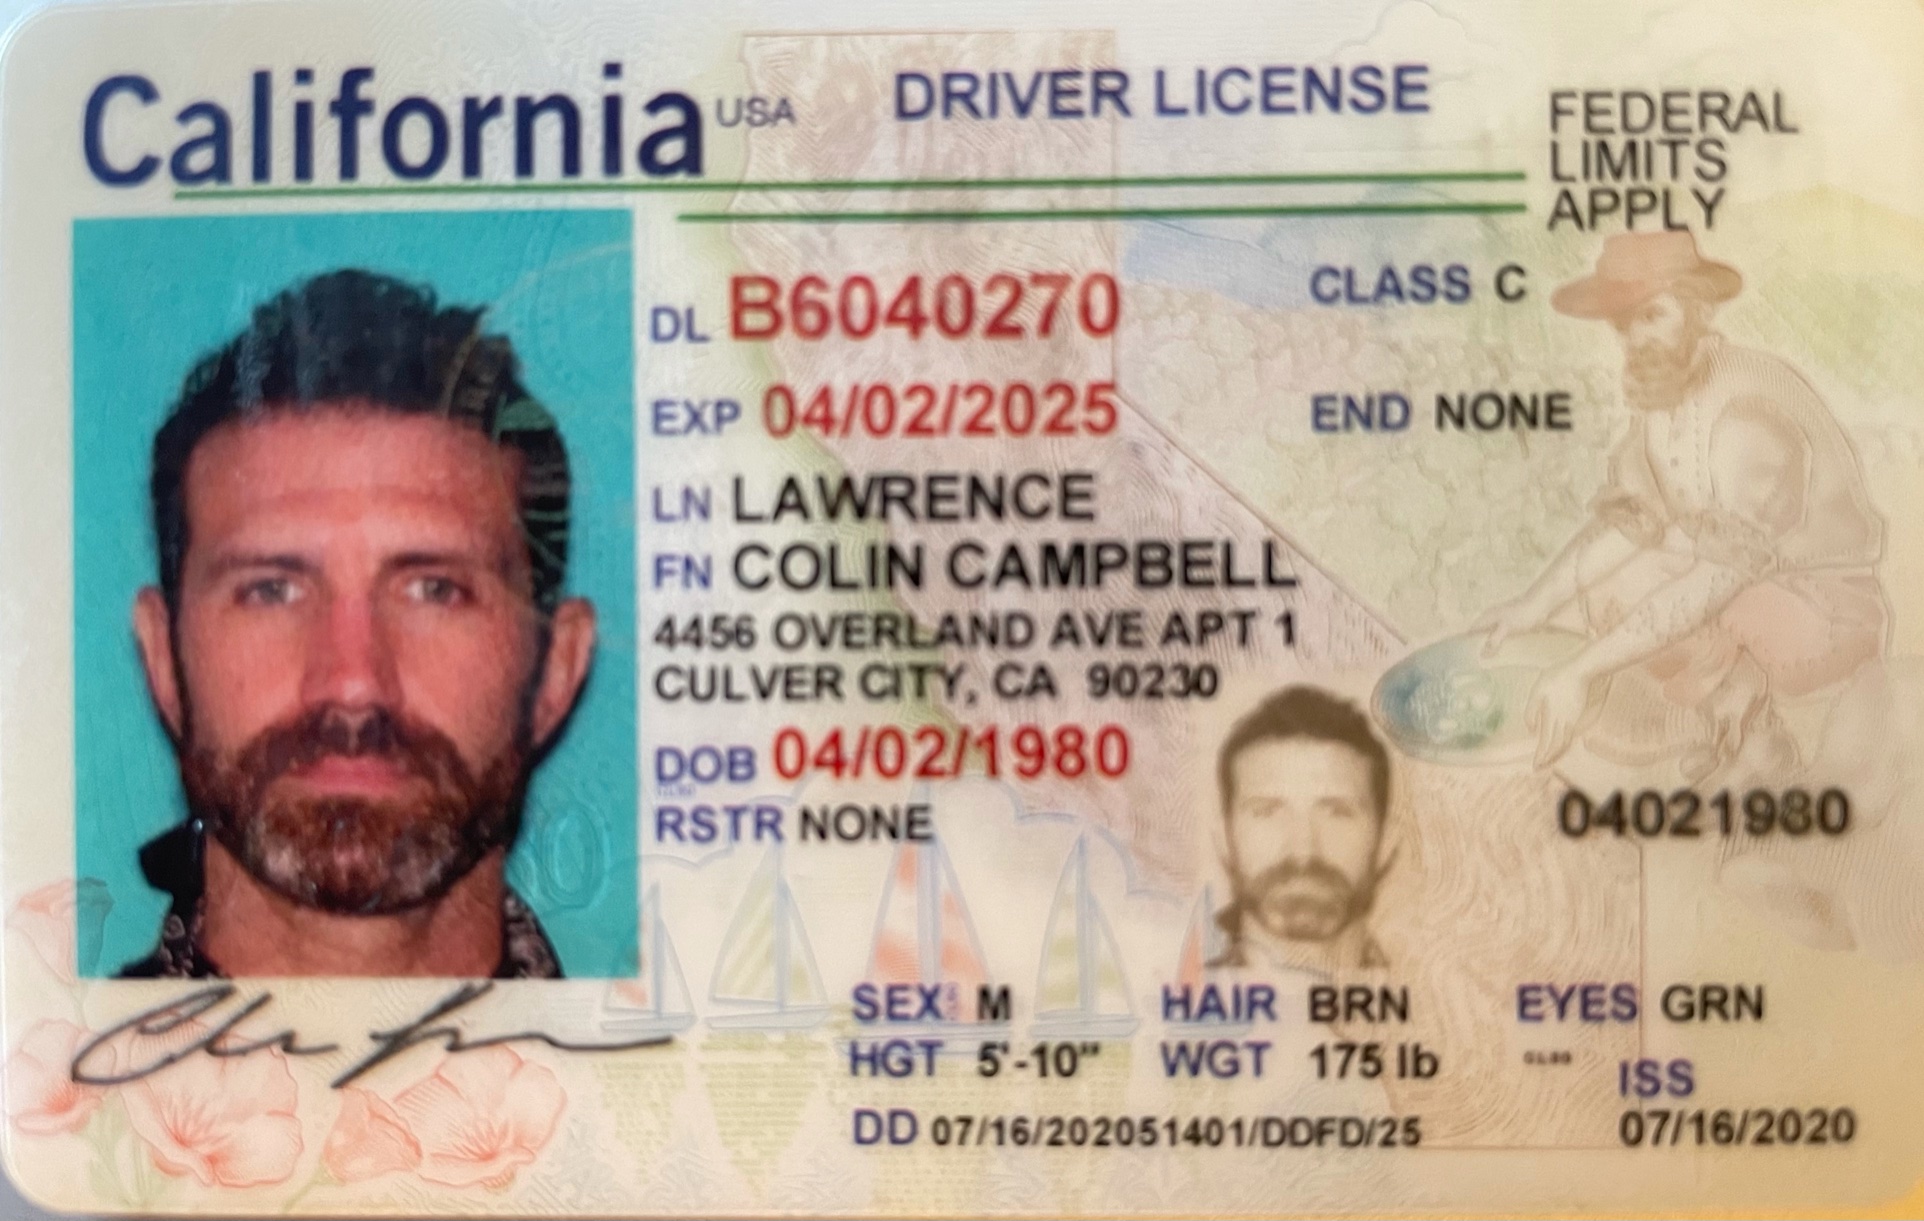 California USA DRIVER LICENSE
FEDERAL
LIMITS
APPLY
DL B6040270
CLASS C
EXP 04/02/2025
END NONE
LN LAWRENCE
FN COLIN CAMPBELL
4456 OVERLAND AVE APT 1
CULVER CITY, CA 90230
DOB 04/02/1980
RSTR NONE
04021980
SEX M HAIR BRN EYES GRN
HGT 5'-10" WGT 175 lb
ISS
DD 07/16/202051401/DDFD/25 07/16/2020